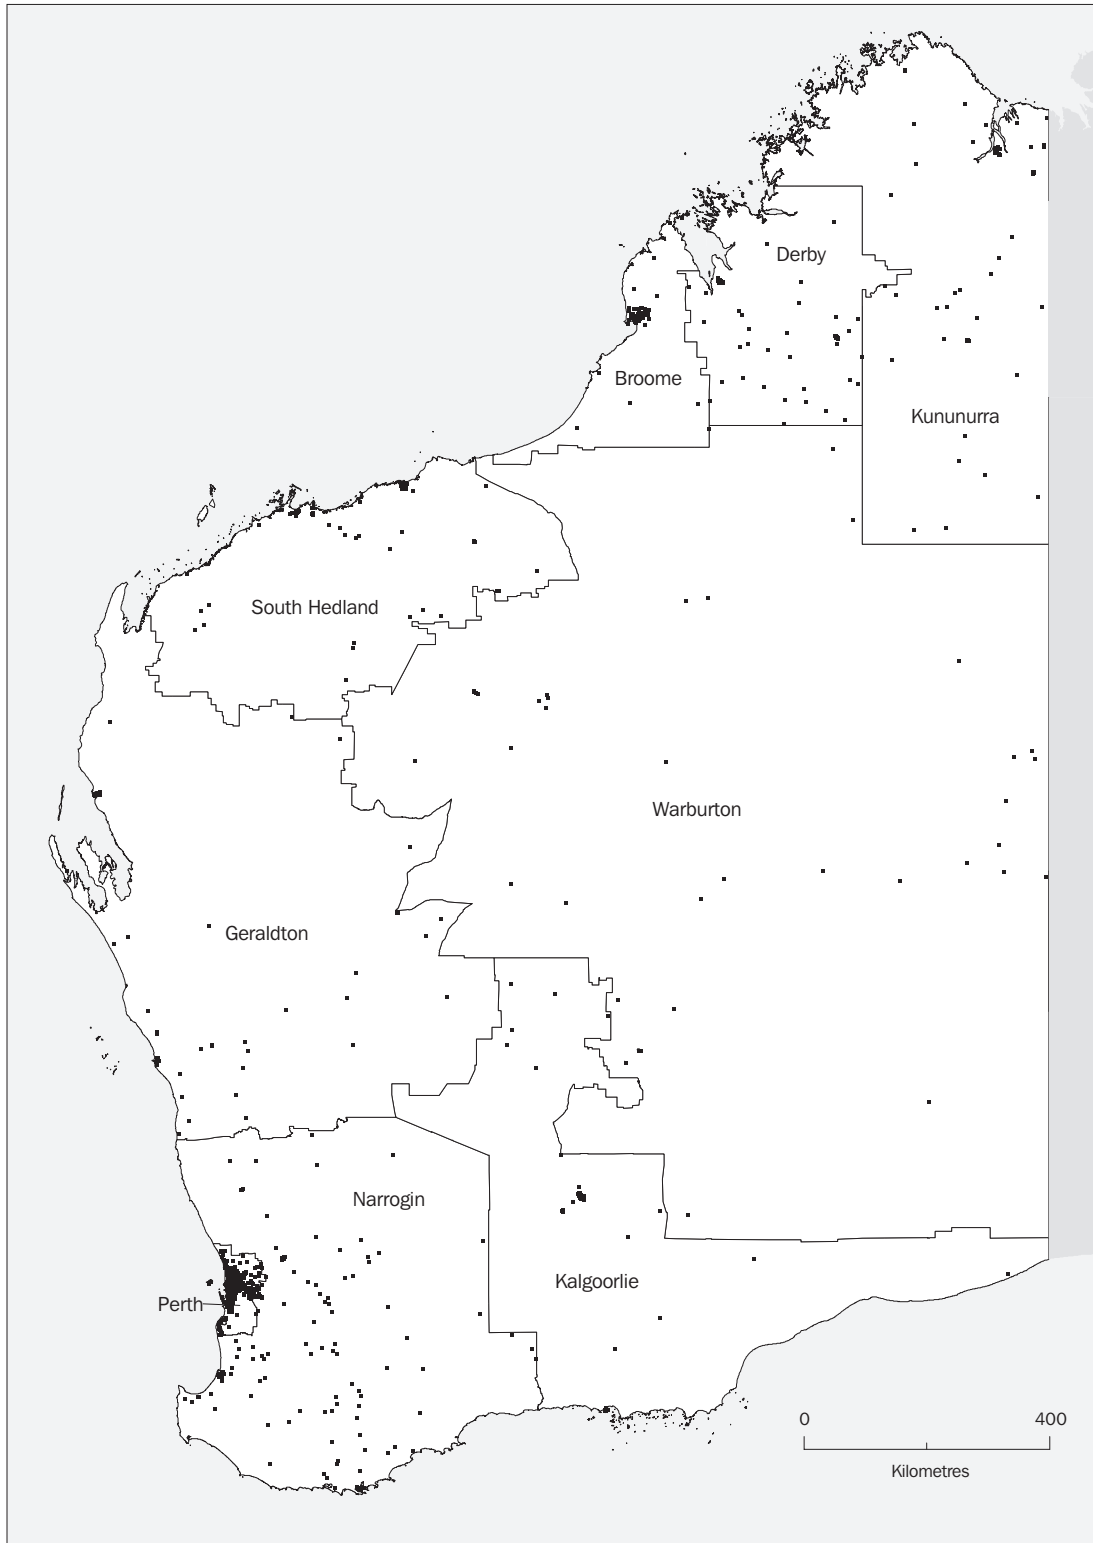 Derby
Broome
Kununurra
South Hedland
Warburton
Geraldton
Narrogin
Kalgoorlie
Perth
0 400
Kilometres